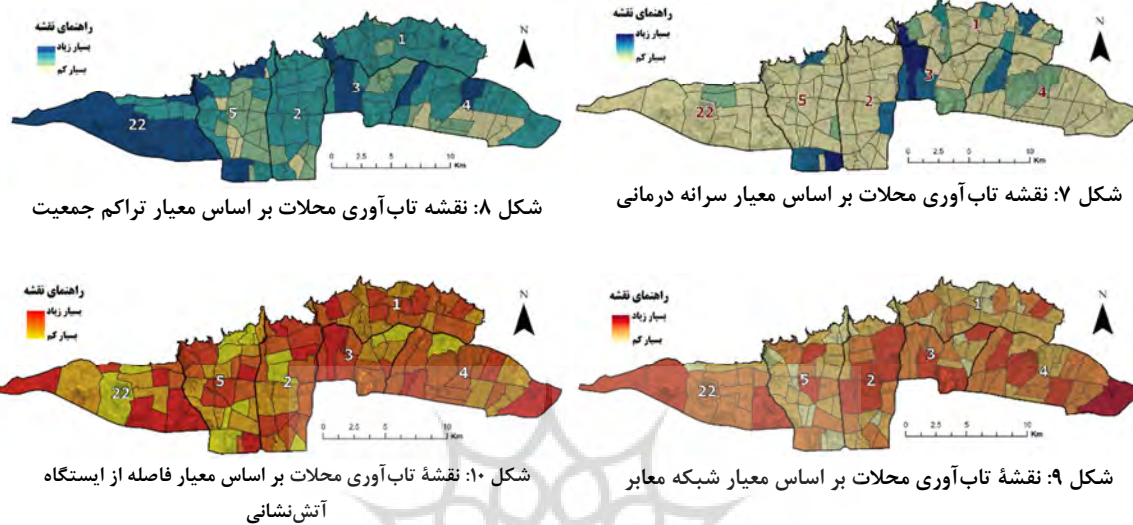 راهنمای نقشه
بسیار زیاد
بسیار کم
N
1
2
3
4
5
22
0 2.5 5 10
Km
شکل ۷: نقشه تاب‌آوری محلات بر اساس معیار سرانه درمانی
راهنمای نقشه
بسیار زیاد
بسیار کم
N
1
2
3
4
5
22
0 2.5 5 10
Km
شکل ۸: نقشه تاب‌آوری محلات بر اساس معیار تراکم جمعیت
راهنمای نقشه
بسیار زیاد
بسیار کم
N
1
2
3
4
5
22
0 2.5 5 10
Km
شکل ۹: نقشهٔ تاب‌آوری محلات بر اساس معیار شبکه معابر
راهنمای نقشه
بسیار زیاد
بسیار کم
N
1
2
3
4
5
22
0 2.5 5 10
Km
شکل ۱۰: نقشهٔ تاب‌آوری محلات بر اساس معیار فاصله از ایستگاه
آتش‌نشانی